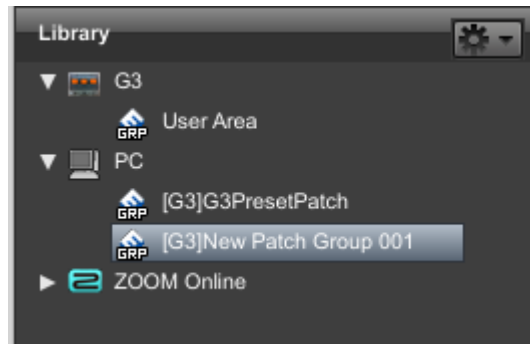 Library
G3
GRP User Area
PC
GRP [G3]G3PresetPatch
GRP [G3]New Patch Group 001
ZOOM Online